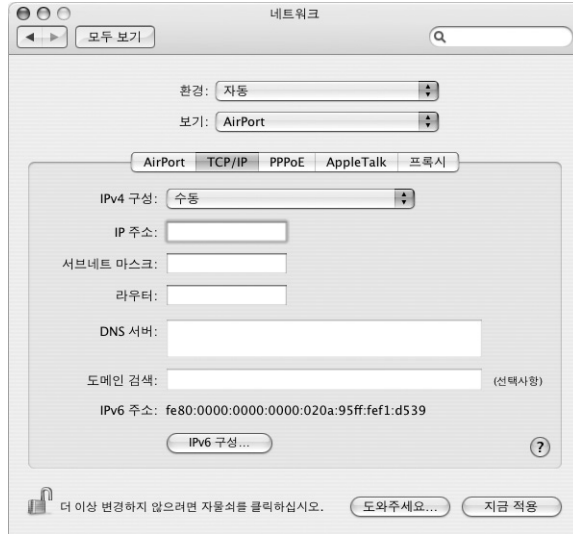 네트워크
모두 보기
환경: 자동
보기: AirPort
AirPort TCP/IP PPPoE AppleTalk 프록시
IPv4 구성: 수동
IP 주소:
서브네트 마스크:
라우터:
DNS 서버:
도메인 검색: (선택사항)
IPv6 주소: fe80:0000:0000:0000:020a:95ff:fef1:d539
IPv6 구성...
?
더 이상 변경하지 않으려면 자물쇠를 클릭하십시오. 도와주세요... 지금 적용